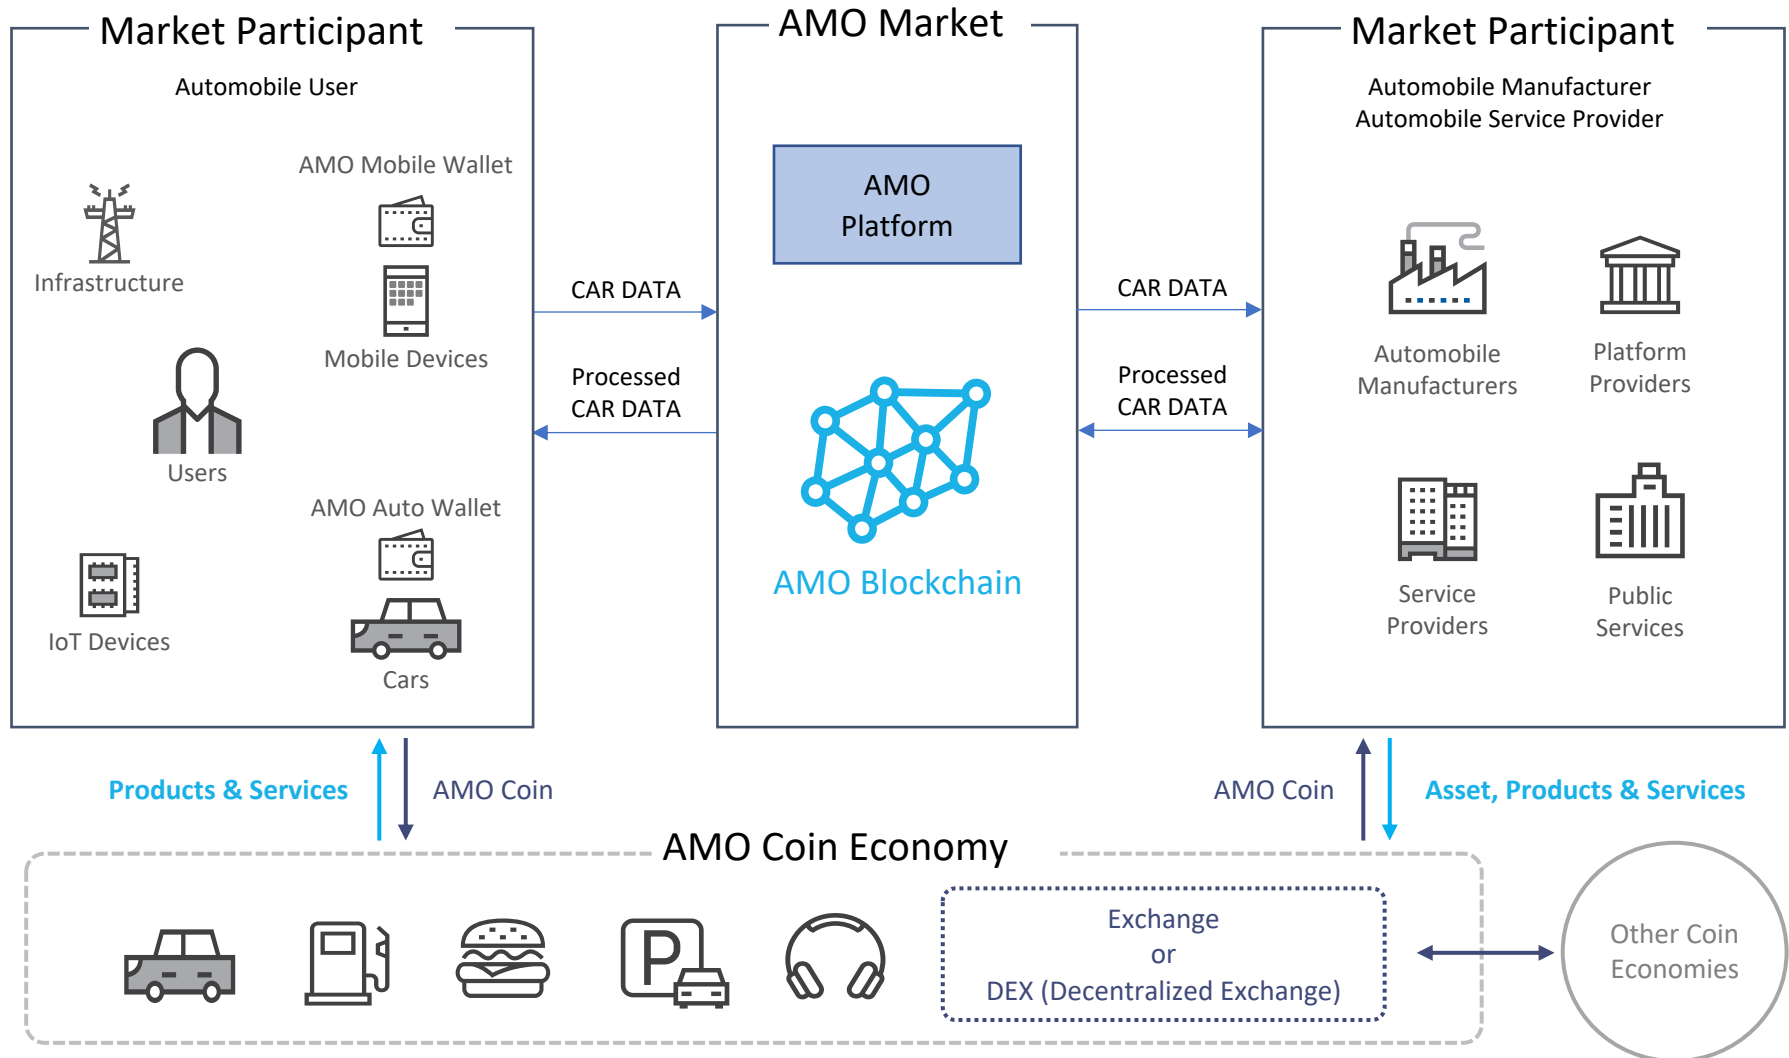 Market Participant
Automobile User
AMO Mobile Wallet
Infrastructure
Mobile Devices
Users
AMO Auto Wallet
IoT Devices
Cars
CAR DATA
Processed
CAR DATA
AMO Market
AMO
Platform
AMO Blockchain
CAR DATA
Processed
CAR DATA
Market Participant
Automobile Manufacturer
Automobile Service Provider
Automobile
Manufacturers
Platform
Providers
Service
Providers
Public
Services
Products & Services
AMO Coin
AMO Coin
Asset, Products & Services
AMO Coin Economy
P
Exchange
or
DEX (Decentralized Exchange)
Other Coin
Economies